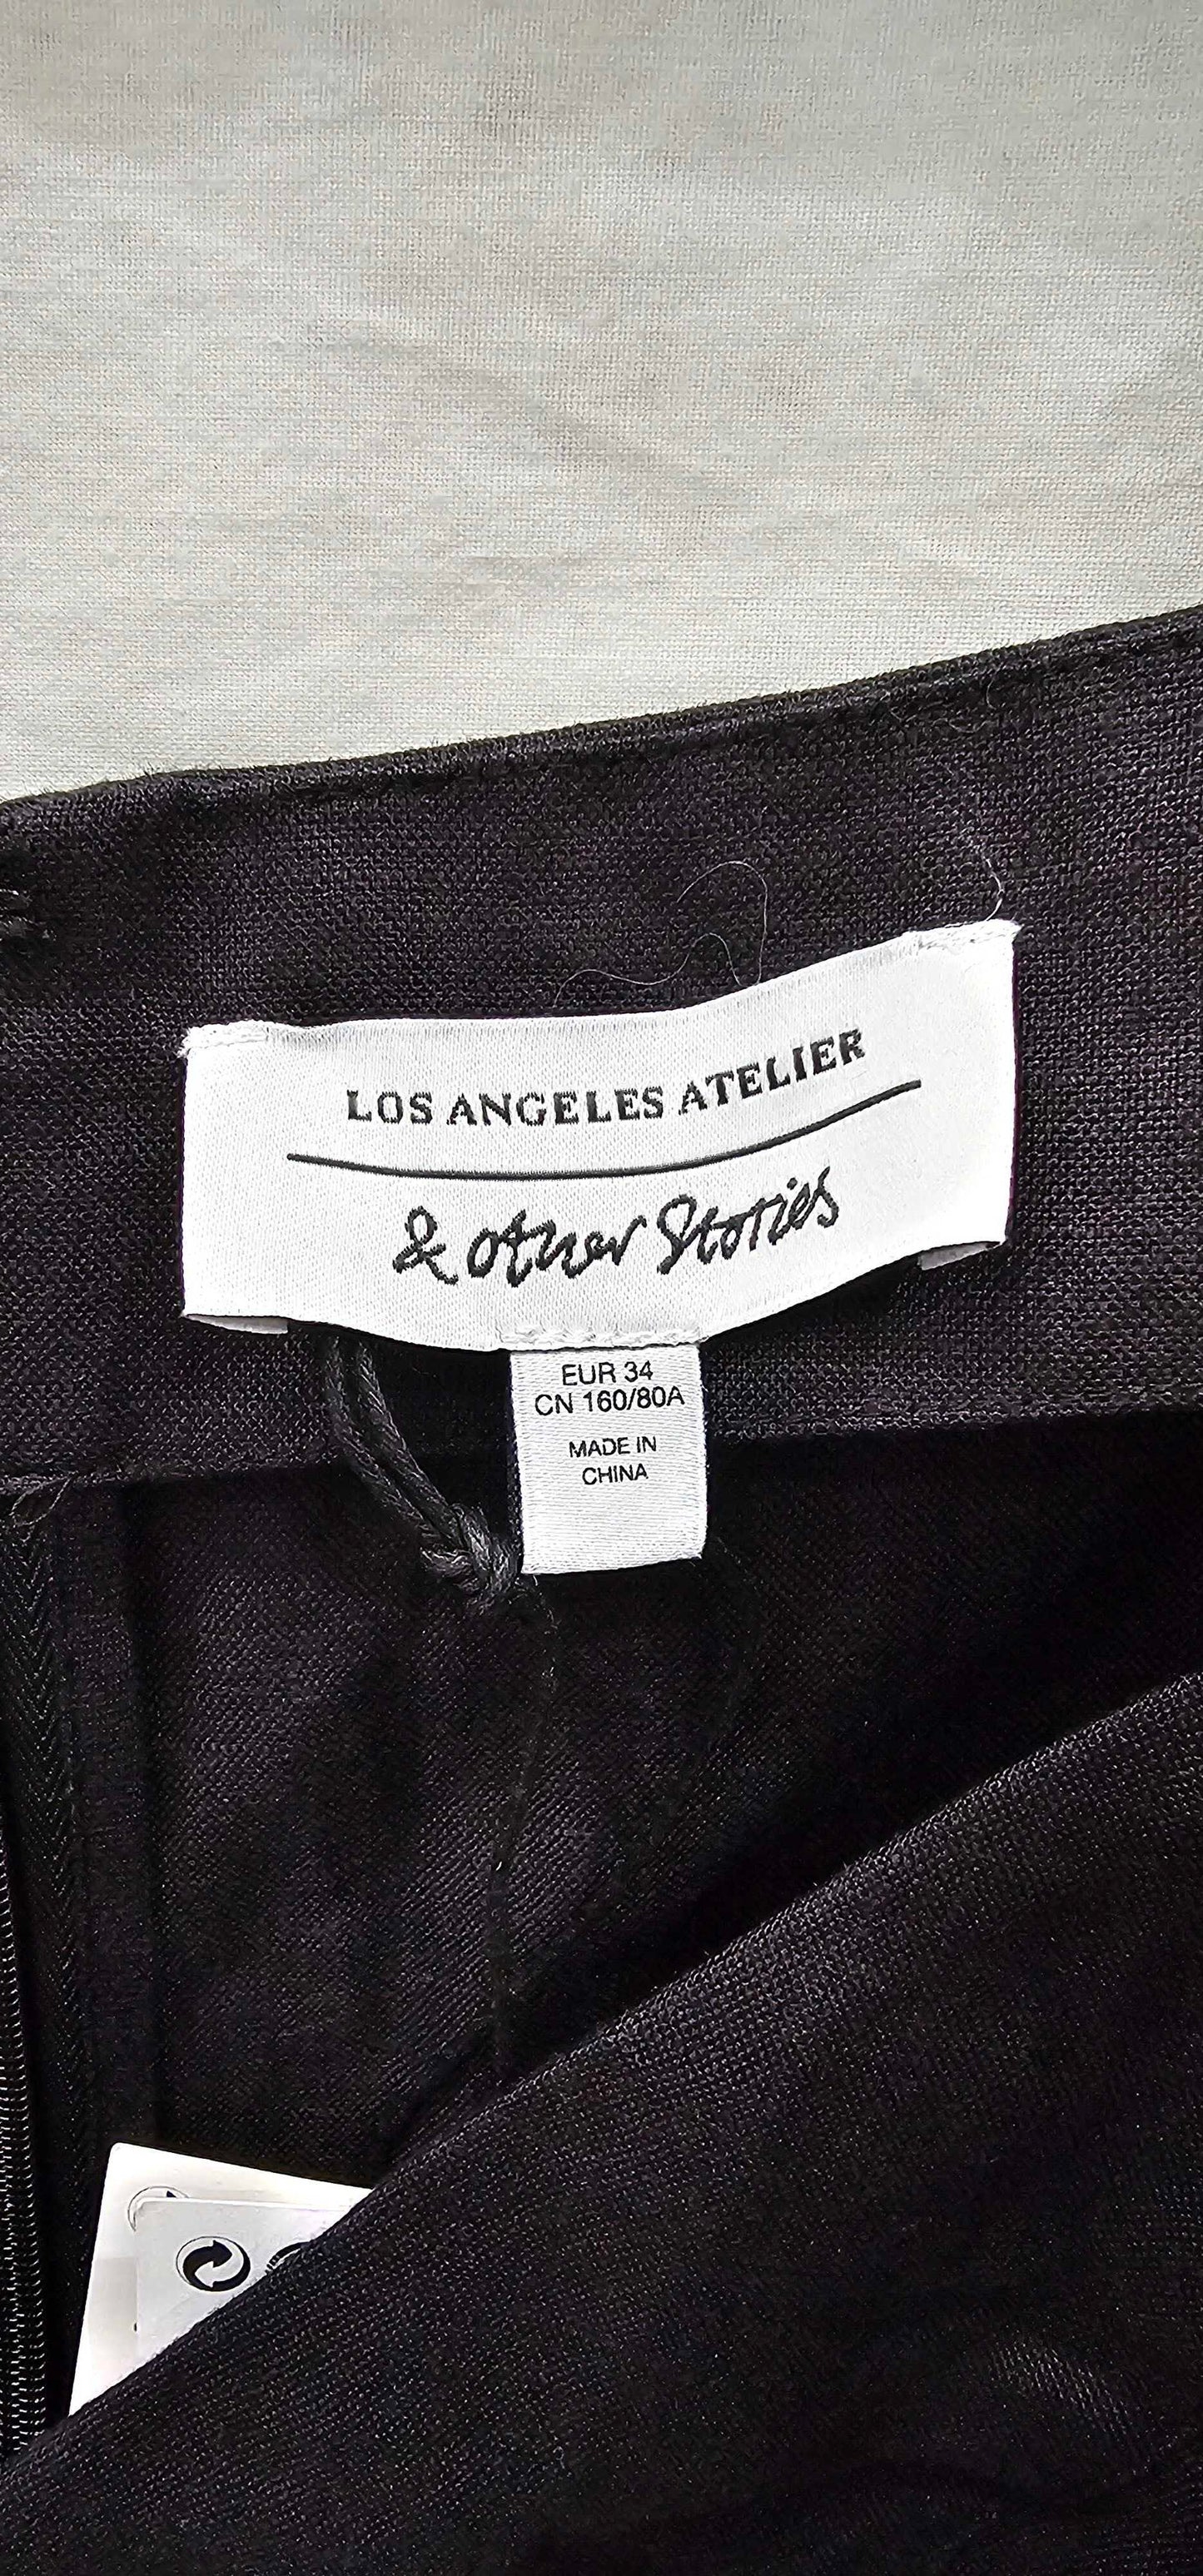 LOS ANGELES ATELIER
& other Stories
EUR 34
CN 160/80A
MADE IN
CHINA